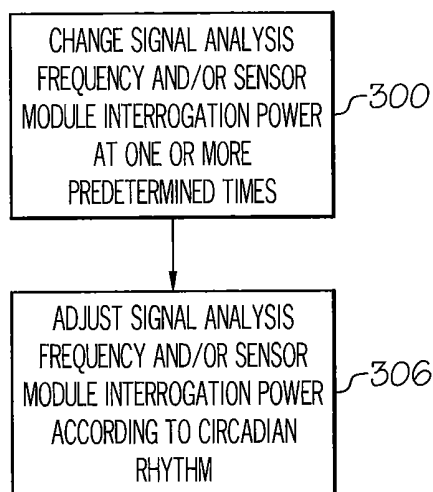 CHANGE SIGNAL ANALYSIS
FREQUENCY AND/OR SENSOR
MODULE INTERROGATION POWER
AT ONE OR MORE
PREDETERMINED TIMES
300
ADJUST SIGNAL ANALYSIS
FREQUENCY AND/OR SENSOR
MODULE INTERROGATION POWER
ACCORDING TO CIRCADIAN
RHYTHM
306